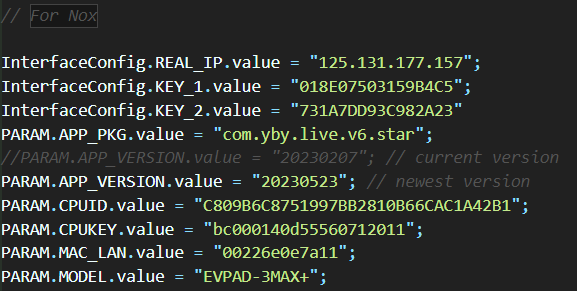 // For Nox
InterfaceConfig.REAL_IP.value = "125.131.177.157";
InterfaceConfig.KEY_1.value = "018E07503159B4C5";
InterfaceConfig.KEY_2.value = "731A7DD93C982A23"
PARAM.APP_PKG.value = "com.yby.live.v6.star";
//PARAM.APP_VERSION.value = "20230207"; // current version
PARAM.APP_VERSION.value = "20230523"; // newest version
PARAM.CPUID.value = "C809B6C8751997BB2810B66CAC1A42B1";
PARAM.CPUKEY.value = "bc000140d55560712011";
PARAM.MAC_LAN.value = "00226e0e7a11";
PARAM.MODEL.value = "EVPAD-3MAX+";